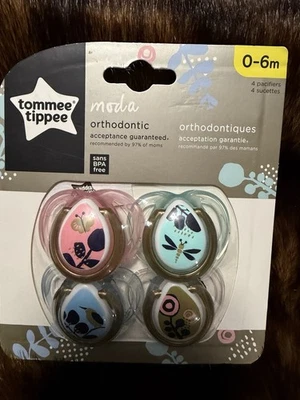 0-6m
4 pacifiers
4 sucettes
tommee
tippee
moda
orthodontic
acceptance guaranteed.
recommended by 97% of moms
orthodontiques
acceptation garantie.
recommandé par 97% des mamans
sans
BPA
free